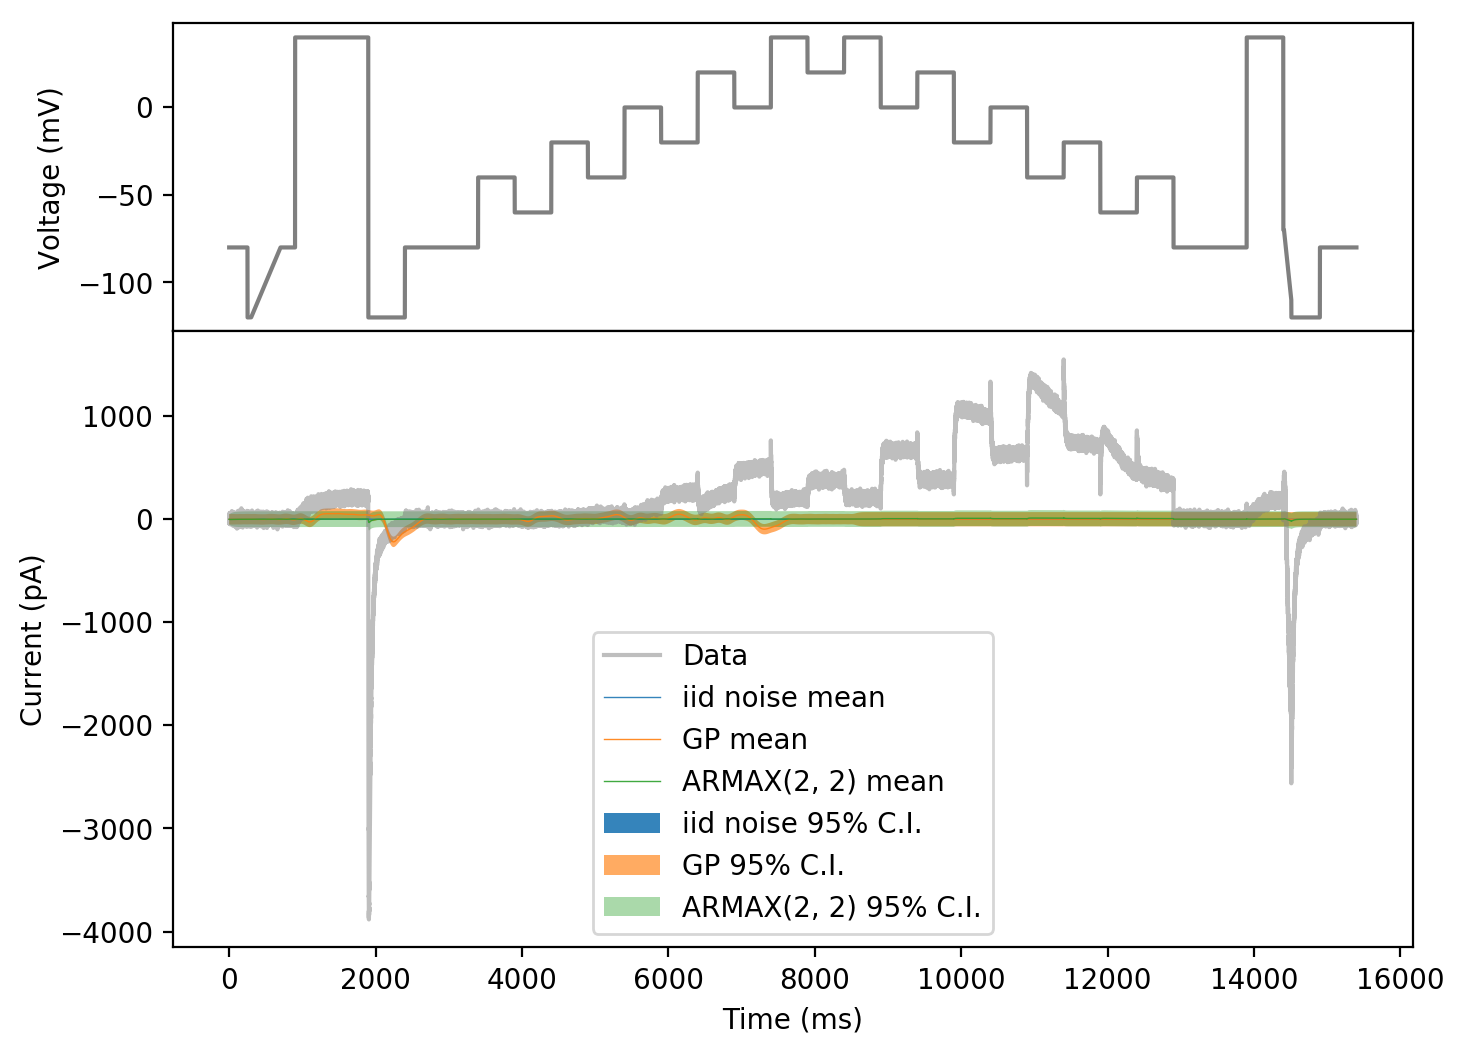 Voltage (mV)
0
−50
−100
Current (pA)
1000
0
−1000
−2000
−3000
−4000
Data
iid noise mean
GP mean
ARMAX(2, 2) mean
iid noise 95% C.I.
GP 95% C.I.
ARMAX(2, 2) 95% C.I.
0 2000 4000 6000 8000 10000 12000 14000 16000
Time (ms)